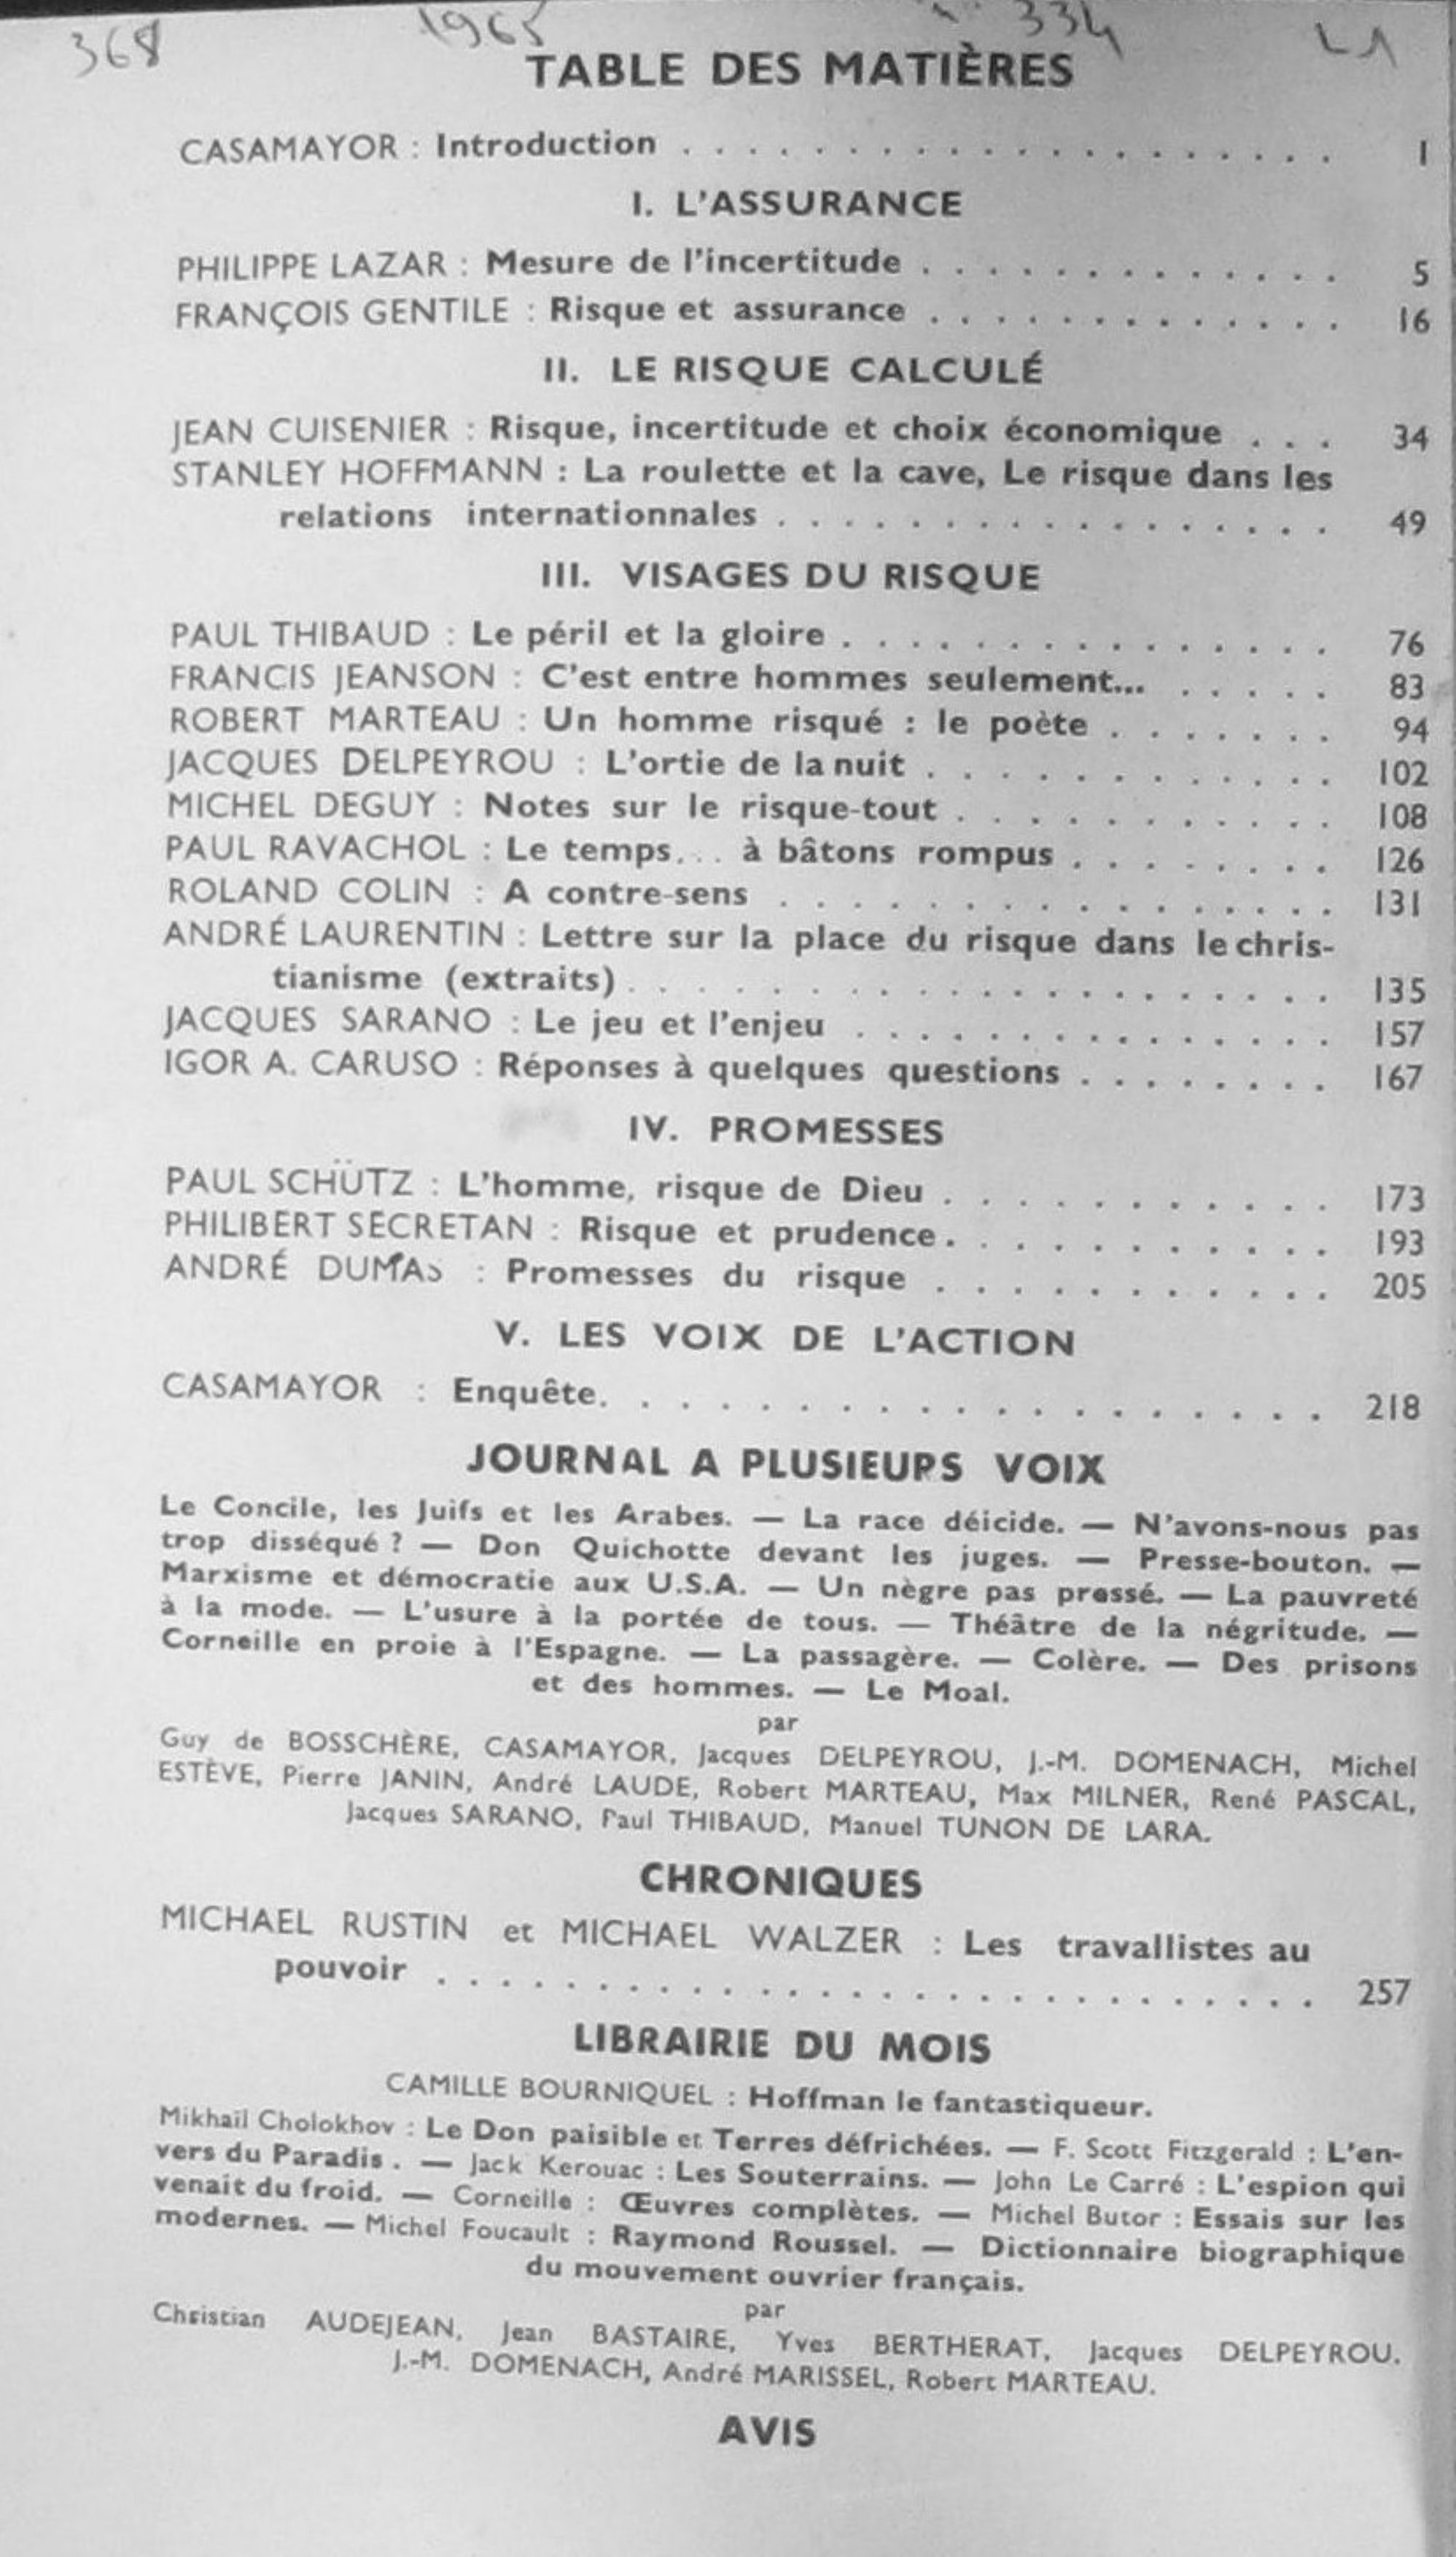 368 1965 334 L1
TABLE DES MATIÈRES
CASAMAYOR : Introduction . . . . . . . . . . . . . . . . . . . . 1
I. L'ASSURANCE
PHILIPPE LAZAR : Mesure de l'incertitude . . . . . . . . . . . . . 5
FRANÇOIS GENTILE : Risque et assurance . . . . . . . . . . . . . 16
II. LE RISQUE CALCULÉ
JEAN CUISENIER : Risque, incertitude et choix économique . . . 34
STANLEY HOFFMANN : La roulette et la cave, Le risque dans les
relations internationnales . . . . . . . . . . . . . . . . . 49
III. VISAGES DU RISQUE
PAUL THIBAUD : Le péril et la gloire . . . . . . . . . . . . . . . 76
FRANCIS JEANSON : C'est entre hommes seulement... . . . . . 83
ROBERT MARTEAU : Un homme risqué : le poète . . . . . . . 94
JACQUES DELPEYROU : L'ortie de la nuit . . . . . . . . . . . . 102
MICHEL DEGUY : Notes sur le risque-tout . . . . . . . . . . . 108
PAUL RAVACHOL : Le temps... à bâtons rompus . . . . . . . . 126
ROLAND COLIN : A contre-sens . . . . . . . . . . . . . . . . . 131
ANDRÉ LAURENTIN : Lettre sur la place du risque dans le chris-
tianisme (extraits) . . . . . . . . . . . . . . . . . . . . . 135
JACQUES SARANO : Le jeu et l'enjeu . . . . . . . . . . . . . . . 157
IGOR A. CARUSO : Réponses à quelques questions . . . . . . . . 167
IV. PROMESSES
PAUL SCHÜTZ : L'homme, risque de Dieu . . . . . . . . . . . . 173
PHILIBERT SECRETAN : Risque et prudence . . . . . . . . . . . . 193
ANDRÉ DUMAS : Promesses du risque . . . . . . . . . . . . 205
V. LES VOIX DE L'ACTION
CASAMAYOR : Enquête. . . . . . . . . . . . . . . . . . . . 218
JOURNAL A PLUSIEURS VOIX
Le Concile, les Juifs et les Arabes. — La race déicide. — N'avons-nous pas
trop disséqué ? — Don Quichotte devant les juges. — Presse-bouton. —
Marxisme et démocratie aux U.S.A. — Un nègre pas pressé. — La pauvreté
à la mode. — L'usure à la portée de tous. — Théâtre de la négritude. —
Corneille en proie à l'Espagne. — La passagère. — Colère. — Des prisons
et des hommes. — Le Moal.
par
Guy de BOSSCHÈRE, CASAMAYOR, Jacques DELPEYROU, J.-M. DOMENACH, Michel
ESTÈVE, Pierre JANIN, André LAUDE, Robert MARTEAU, Max MILNER, René PASCAL,
Jacques SARANO, Paul THIBAUD, Manuel TUNON DE LARA.
CHRONIQUES
MICHAEL RUSTIN et MICHAEL WALZER : Les travallistes au
pouvoir . . . . . . . . . . . . . . . . . . . . . . . . . . 257
LIBRAIRIE DU MOIS
CAMILLE BOURNIQUEL : Hoffman le fantastiqueur.
Mikhaïl Cholokhov : Le Don paisible et Terres défrichées. — F. Scott Fitzgerald : L'en-
vers du Paradis. — Jack Kerouac : Les Souterrains. — John Le Carré : L'espion qui
venait du froid. — Corneille : Œuvres complètes. — Michel Butor : Essais sur les
modernes. — Michel Foucault : Raymond Roussel. — Dictionnaire biographique
du mouvement ouvrier français.
par
Christian AUDEJEAN, Jean BASTAIRE, Yves BERTHERAT, Jacques DELPEYROU,
J.-M. DOMENACH, André MARISSEL, Robert MARTEAU.
AVIS